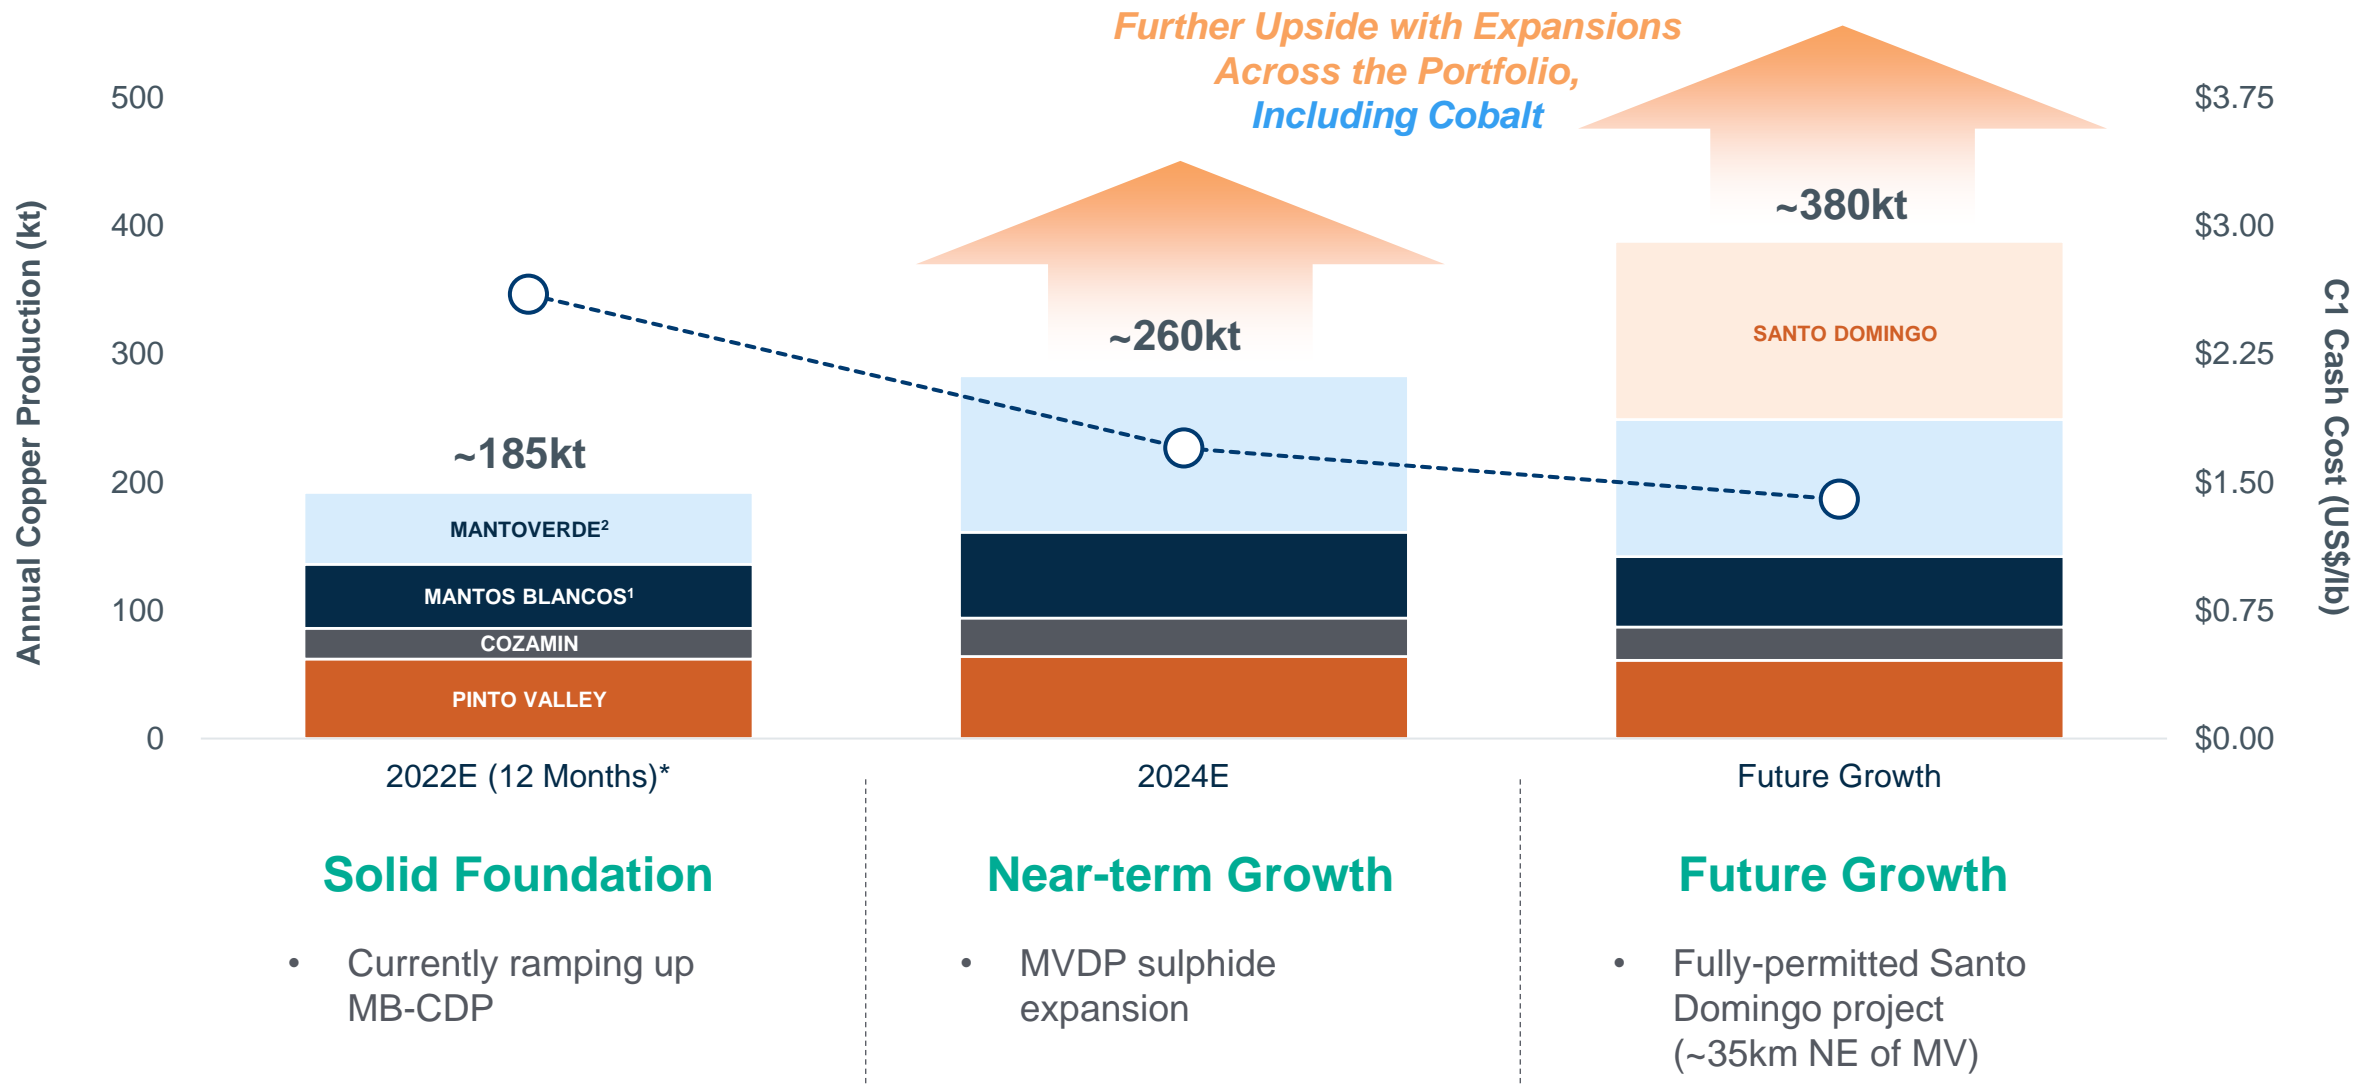 Further Upside with Expansions
Across the Portfolio,
Including Cobalt
Annual Copper Production (kt)
500
400
300
200
100
0
$3.75
$3.00
$2.25
$1.50
$0.75
$0.00
C1 Cash Cost (US$/lb)
~185kt
MANTOVERDE²
MANTOS BLANCOS¹
COZAMIN
PINTO VALLEY
~260kt
~380kt
SANTO DOMINGO
2022E (12 Months)*
2024E
Future Growth
Solid Foundation
• Currently ramping up
MB-CDP
Near-term Growth
• MVDP sulphide
expansion
Future Growth
• Fully-permitted Santo
Domingo project
(~35km NE of MV)